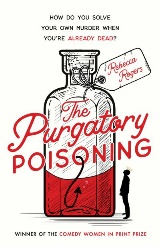 HOW DO YOU SOLVE
YOUR OWN MURDER WHEN
YOU'RE ALREADY DEAD?
Rebecca
Rogers
The
Purgatory
POISONING
WINNER OF THE COMEDY WOMEN IN PRINT PRIZE